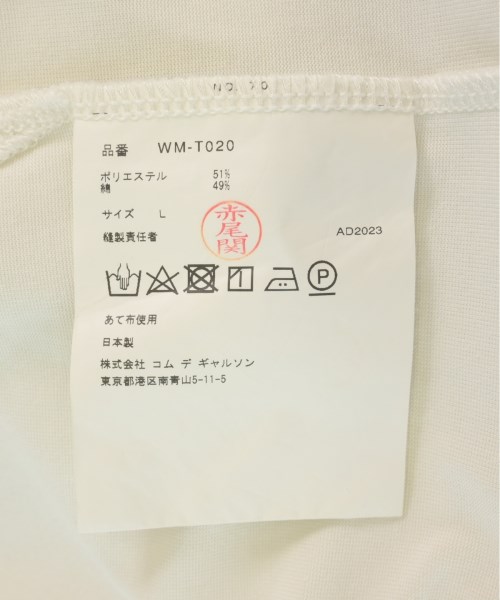 品番 WM-T020
ポリエステル 51%
綿 49%
サイズ L
縫製責任者
赤尾関
AD2023
あて布使用
日本製
株式会社 コム デ ギャルソン
東京都港区南青山5-11-5